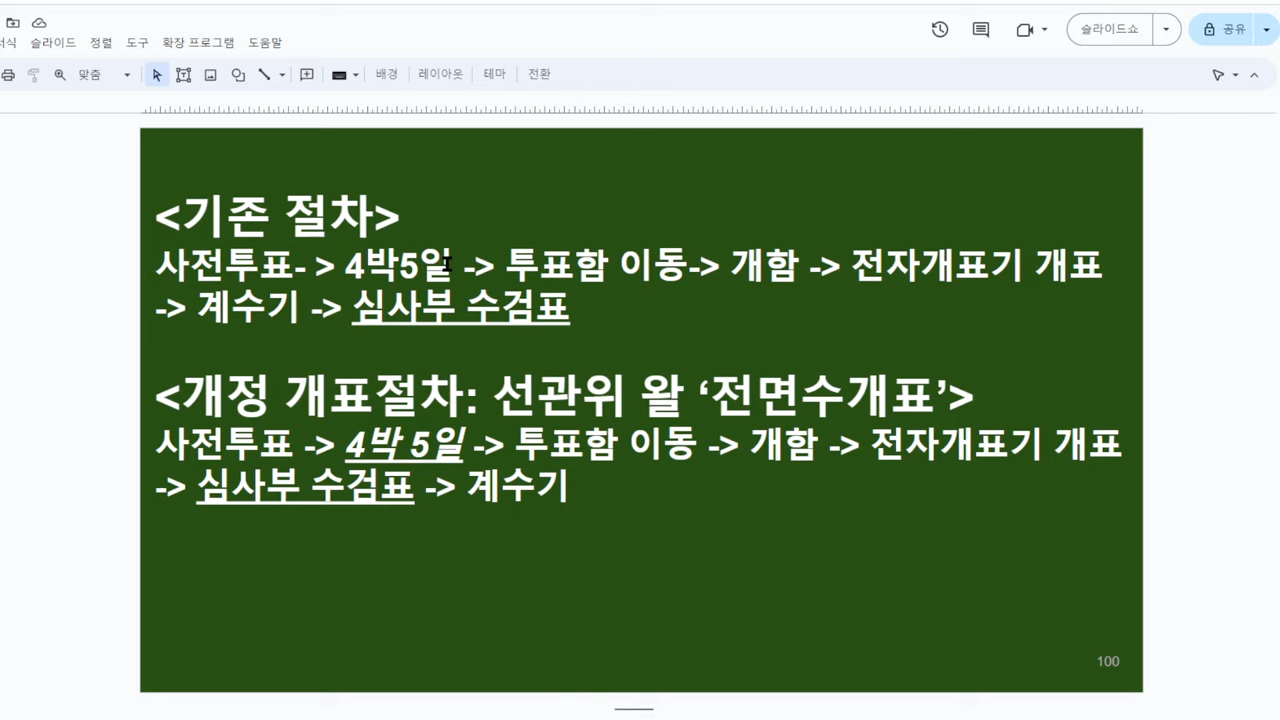 서식 슬라이드 정렬 도구 확장 프로그램 도움말
슬라이드쇼 공유
맞춤 배경 레이아웃 테마 전환
<기존 절차>
사전투표- > 4박5일 -> 투표함 이동-> 개함 -> 전자개표기 개표
-> 계수기 -> 심사부 수검표
<개정 개표절차: 선관위 왈 ‘전면수개표’>
사전투표 -> 4박 5일 -> 투표함 이동 -> 개함 -> 전자개표기 개표
-> 심사부 수검표 -> 계수기
100